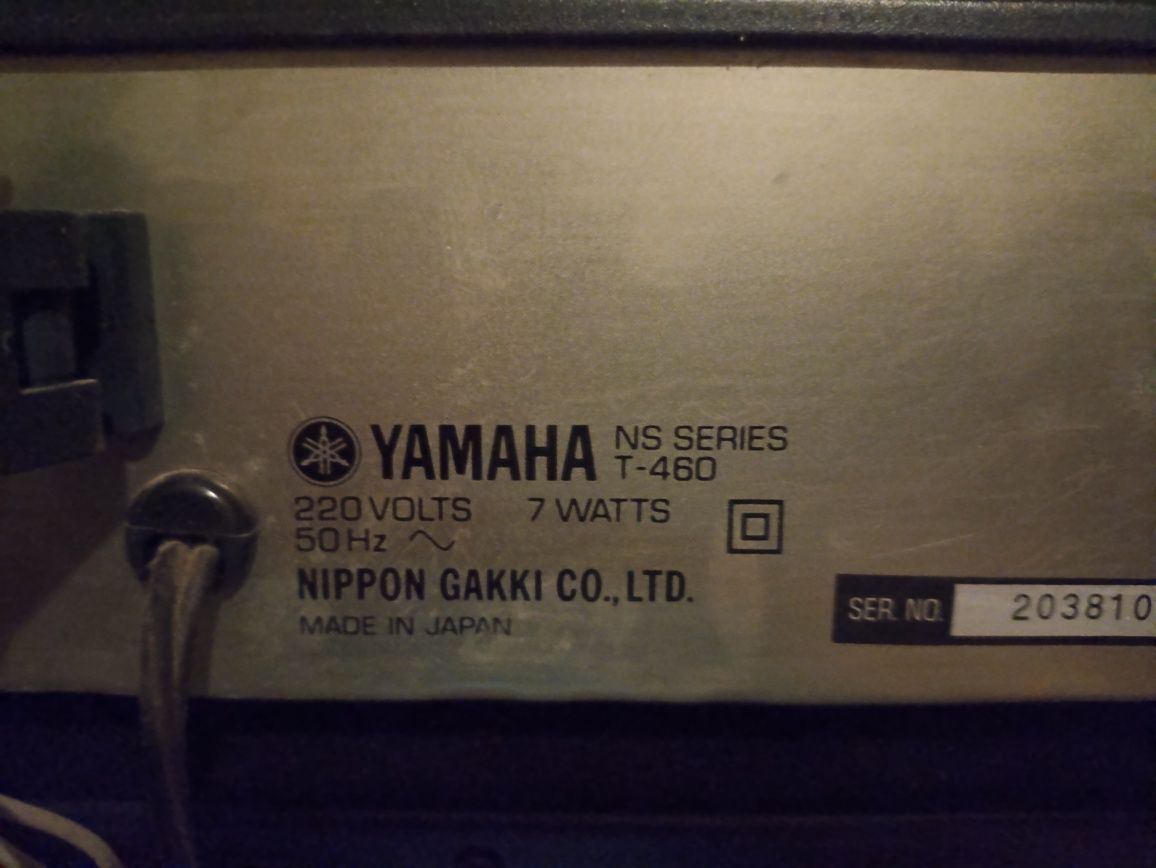 YAMAHA NS SERIES
T-460
220 VOLTS 7 WATTS
50 Hz ~
NIPPON GAKKI CO., LTD.
MADE IN JAPAN
SER. NO. 203810